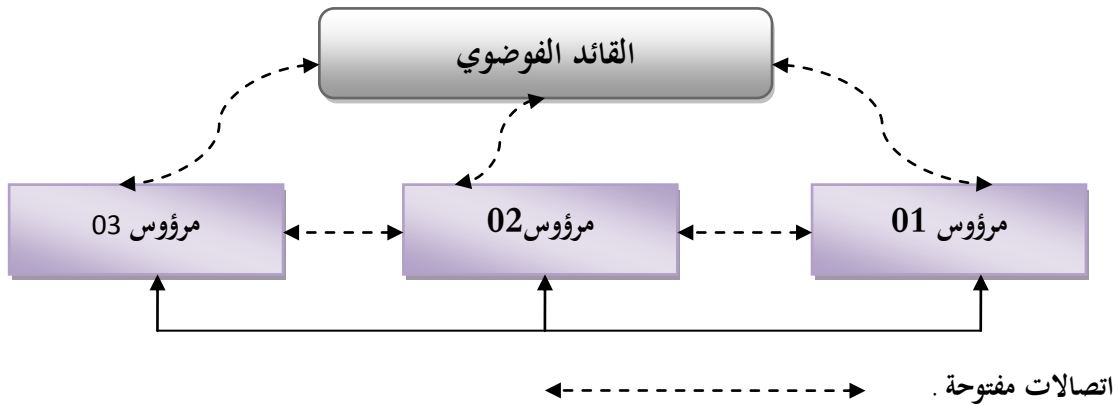 القائد الفوضوي
مرؤوس 01
مرؤوس02
مرؤوس 03
اتصالات مفتوحة .